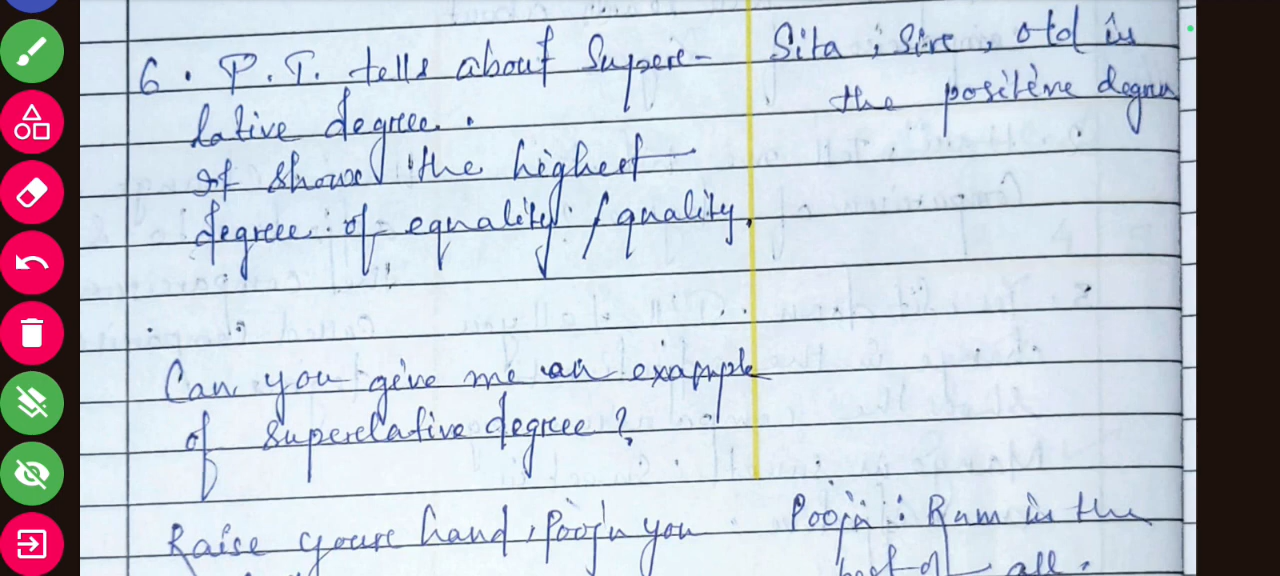 6. P.T. tells about Super-
lative degree.
It shows the highest
degree of equality / quality.
Can you give me an example
of superlative degree?
Raise your hand, Pooja you
Sita : Sir, old is
the positive degree
Pooja : Ram is the
best of all.